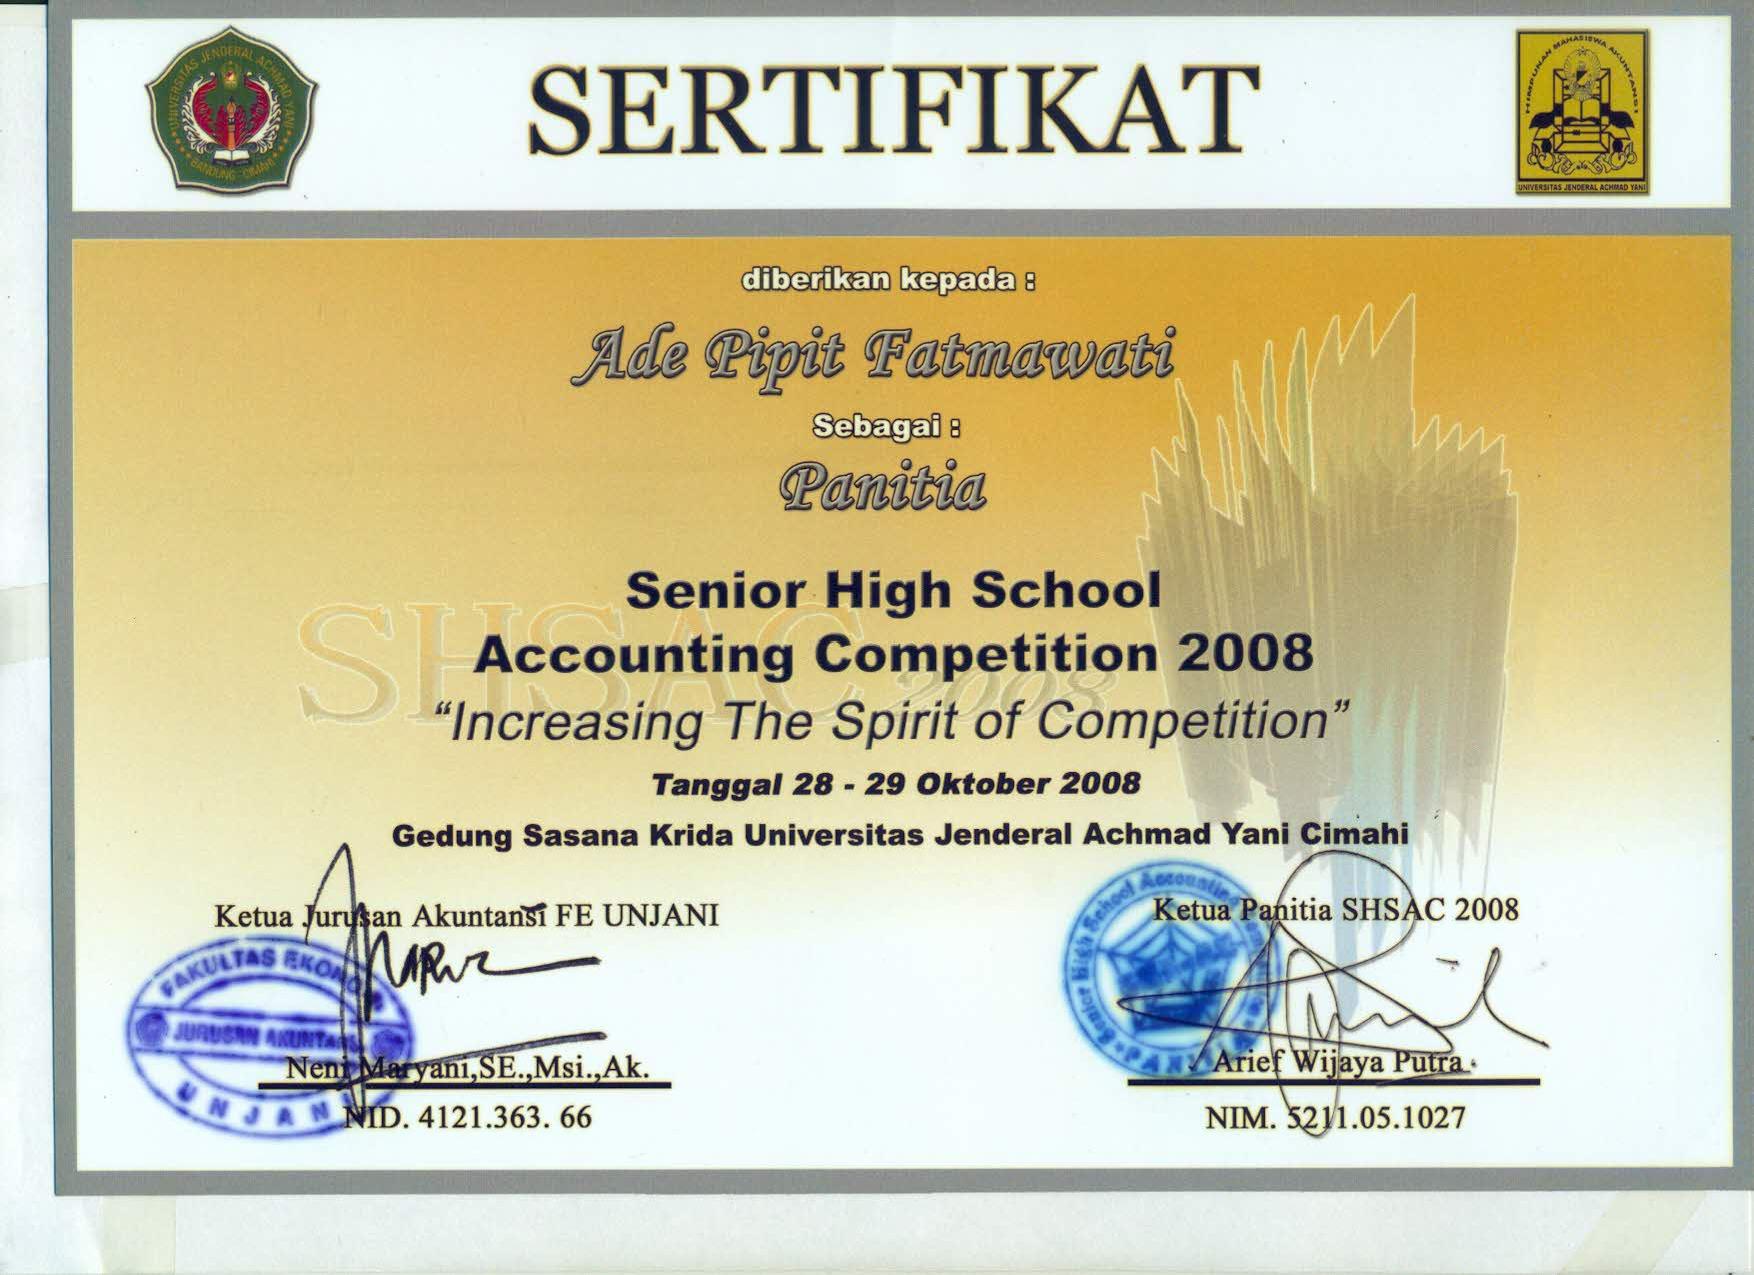 UNIVERSITAS JENDERAL ACHMAD YANI
BANDUNG - CIMAHI
SERTIFIKAT
HIMPUNAN MAHASISWA AKUNTANSI
UNIVERSITAS JENDERAL ACHMAD YANI
diberikan kepada :
Ade Pipit Fatmawati
Sebagai :
Panitia
SHSAC 2008
Senior High School
Accounting Competition 2008
“Increasing The Spirit of Competition”
Tanggal 28 - 29 Oktober 2008
Gedung Sasana Krida Universitas Jenderal Achmad Yani Cimahi
Ketua Jurusan Akuntansi FE UNJANI
FAKULTAS EKONOMI
JURUSAN AKUNTANSI
UNJANI
Neni Maryani,SE.,Msi.,Ak.
NID. 4121.363. 66
Ketua Panitia SHSAC 2008
Senior High School Accounting
PANITIA
Arief Wijaya Putra
NIM. 5211.05.1027